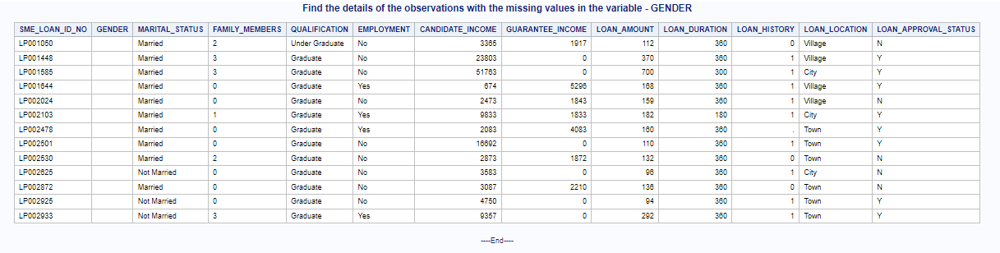 Find the details of the observations with the missing values in the variable - GENDER
SME_LOAN_ID_NO GENDER MARITAL_STATUS FAMILY_MEMBERS QUALIFICATION EMPLOYMENT CANDIDATE_INCOME GUARANTEE_INCOME LOAN_AMOUNT LOAN_DURATION LOAN_HISTORY LOAN_LOCATION LOAN_APPROVAL_STATUS
LP001050 Married 2 Under Graduate No 3365 1917 112 360 0 Village N
LP001448 Married 3 Graduate No 23803 0 370 360 1 Village Y
LP001585 Married 3 Graduate No 51763 0 700 300 1 City Y
LP001644 Married 0 Graduate Yes 674 5296 168 360 1 Village Y
LP002024 Married 0 Graduate No 2473 1843 159 360 1 Village N
LP002103 Married 1 Graduate Yes 9833 1833 182 180 1 City Y
LP002478 Married 0 Graduate Yes 2083 4083 160 360 . Town Y
LP002501 Married 0 Graduate No 16692 0 110 360 1 Town Y
LP002530 Married 2 Graduate No 2873 1872 132 360 0 Town N
LP002625 Not Married 0 Graduate No 3583 0 96 360 1 City N
LP002872 Married 0 Graduate No 3087 2210 136 360 0 Town N
LP002925 Not Married 0 Graduate No 4750 0 94 360 1 Town Y
LP002933 Not Married 3 Graduate Yes 9357 0 292 360 1 Town Y
----End----